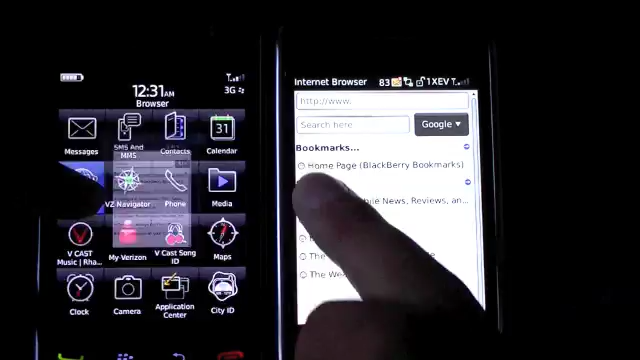 12:31AM
3G
Browser
Messages
SMS And
MMS
Contacts
Calendar
31
VZ Navigator
Phone
Media
V CAST
Music | Rha...
My Verizon
V Cast Song
ID
Maps
Clock
Camera
Application
Center
City ID
Internet Browser
83
1XEV
http://www.
Search here
Google
Bookmarks...
Home Page (BlackBerry Bookmarks)
News, Reviews, an...
The We